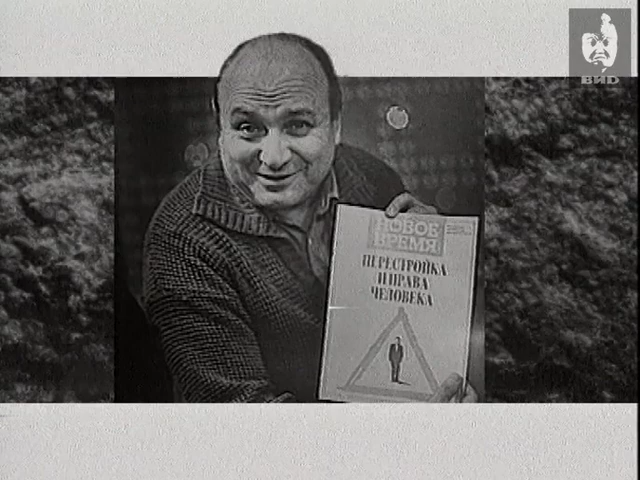 ВИD
НОВОЕ
ВРЕМЯ
ПЕРЕСТРОЙКА
И ПРАВА
ЧЕЛОВЕКА